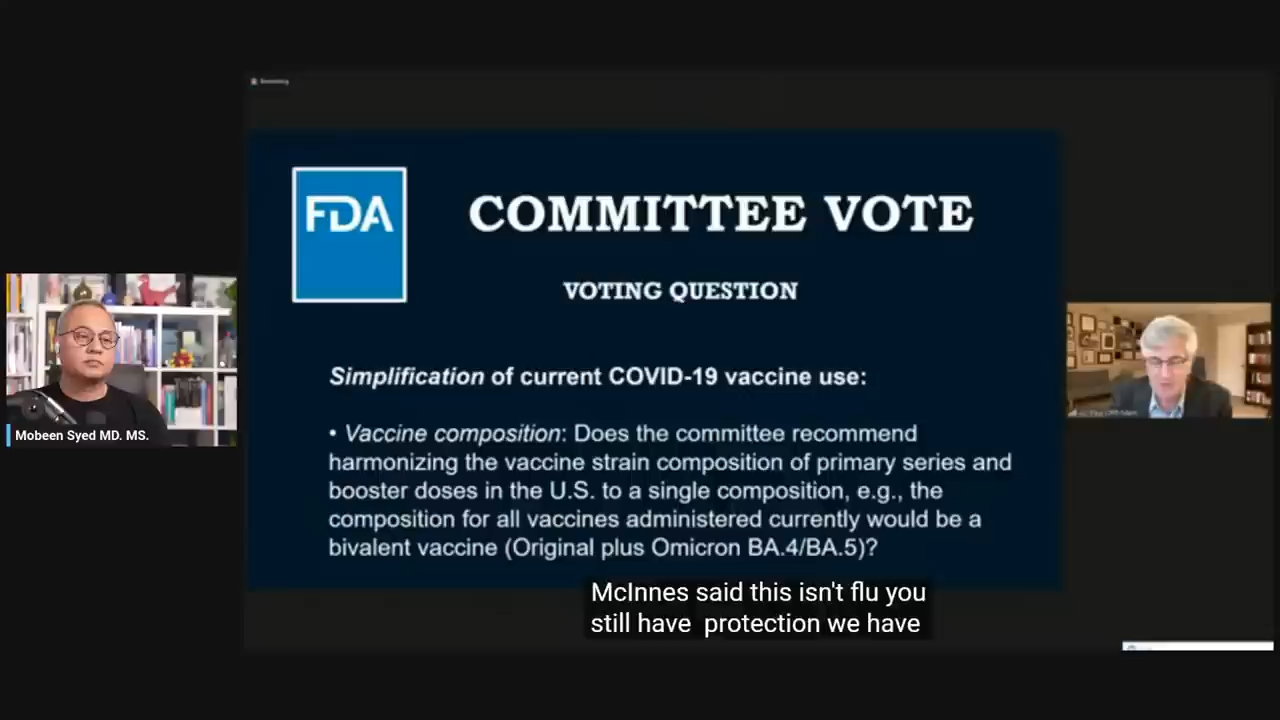 FDA
COMMITTEE VOTE
VOTING QUESTION
Simplification of current COVID-19 vaccine use:
• Vaccine composition: Does the committee recommend
harmonizing the vaccine strain composition of primary series and
booster doses in the U.S. to a single composition, e.g., the
composition for all vaccines administered currently would be a
bivalent vaccine (Original plus Omicron BA.4/BA.5)?
Mobeen Syed MD. MS.
McInnes said this isn't flu you
still have protection we have